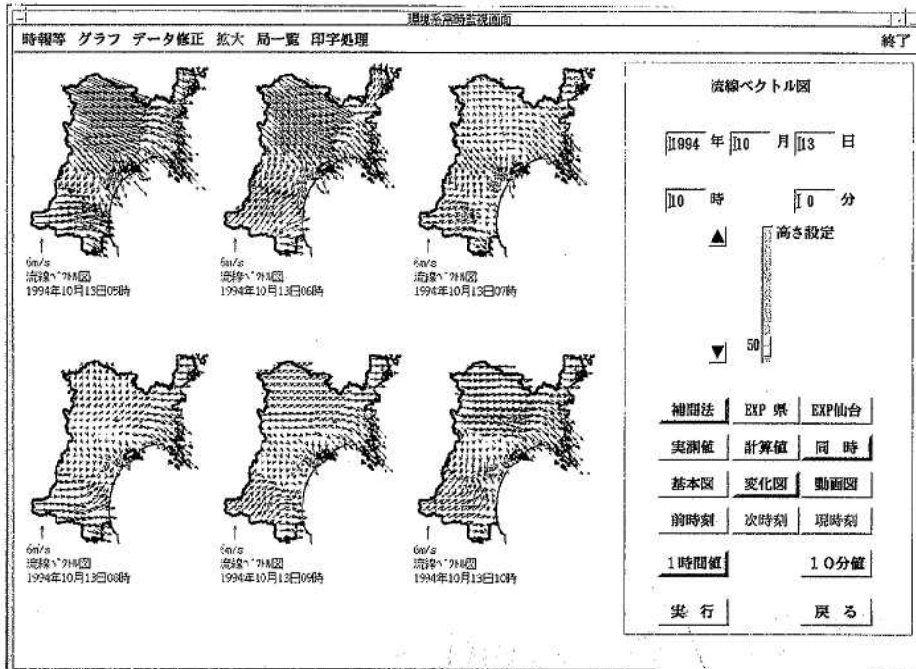 環境系常時監視画面
時報等 グラフ データ修正 拡大 局一覧 印字処理 終了
6m/s
流線ベクトル図
1994年10月13日05時
6m/s
流線ベクトル図
1994年10月13日06時
6m/s
流線ベクトル図
1994年10月13日07時
6m/s
流線ベクトル図
1994年10月13日08時
6m/s
流線ベクトル図
1994年10月13日09時
6m/s
流線ベクトル図
1994年10月13日10時
流線ベクトル図
1994 年 10 月 13 日
10 時 0 分
▲ 高さ設定
▼ 50
補間法 EXP 県 EXP仙台
実測値 計算値 同 時
基本図 変化図 動画図
前時刻 次時刻 現時刻
1時間値 10分値
実 行 戻 る